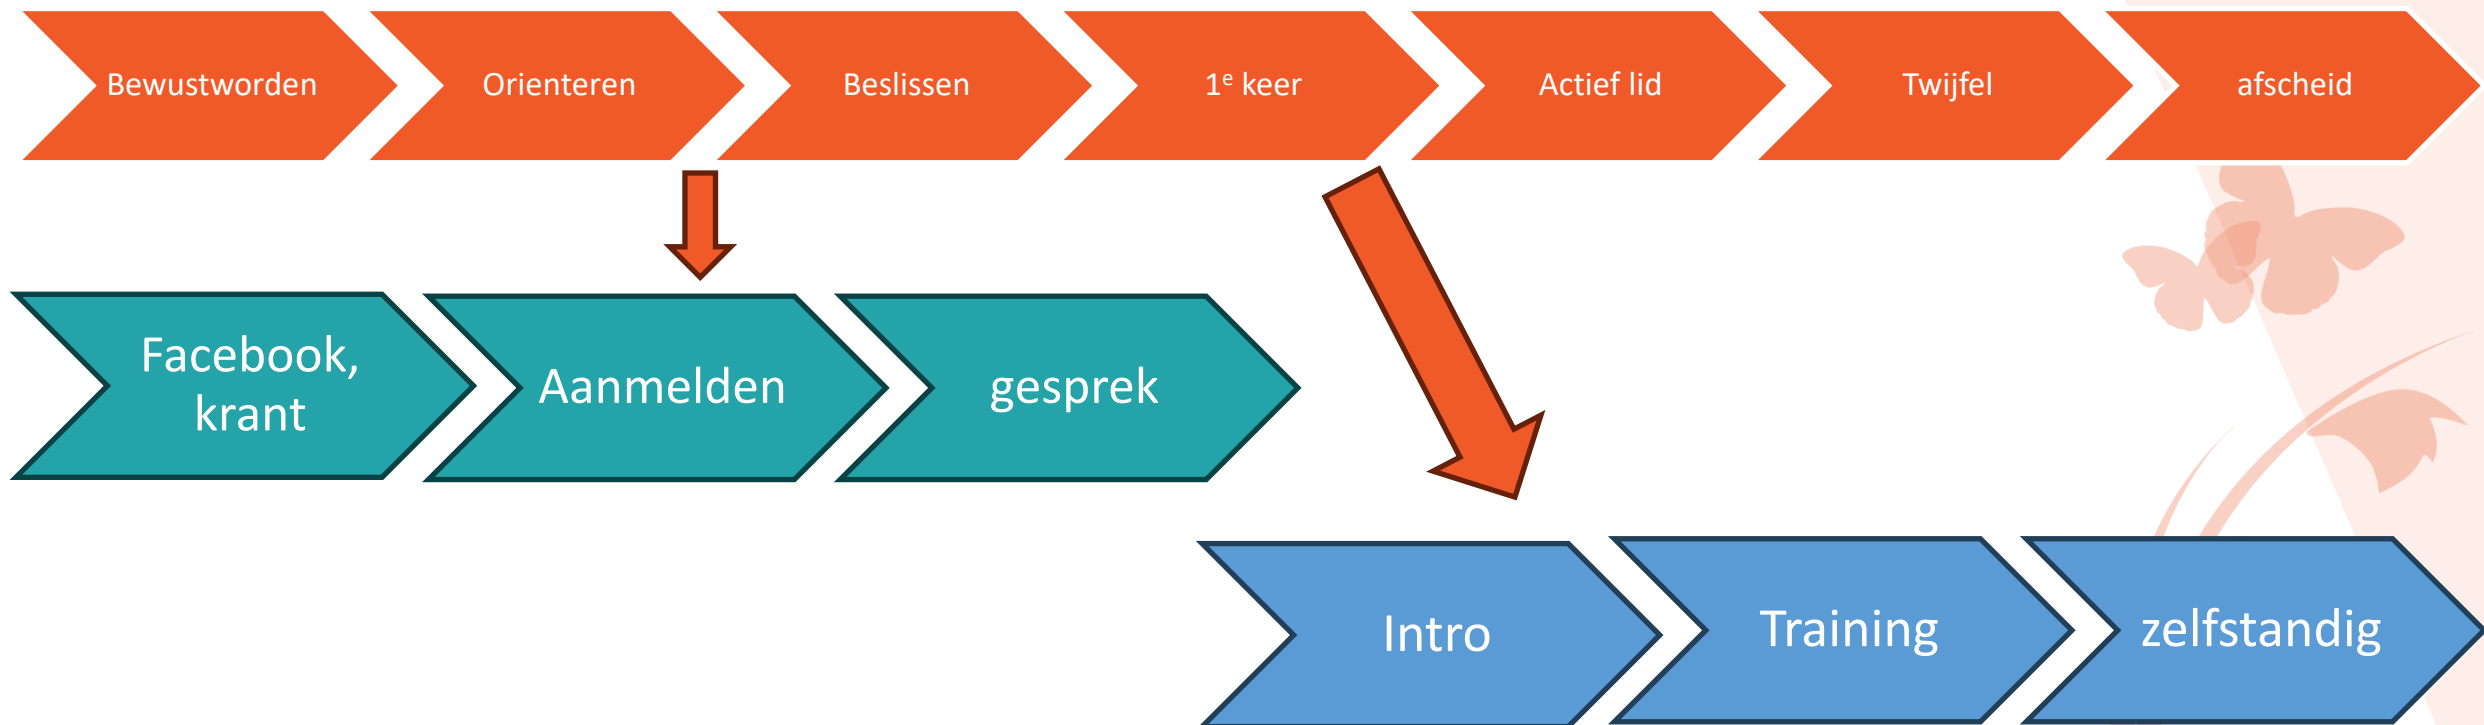 Bewustworden
Orienteren
Beslissen
1e keer
Actief lid
Twijfel
afscheid
Facebook,
krant
Aanmelden
gesprek
Intro
Training
zelfstandig